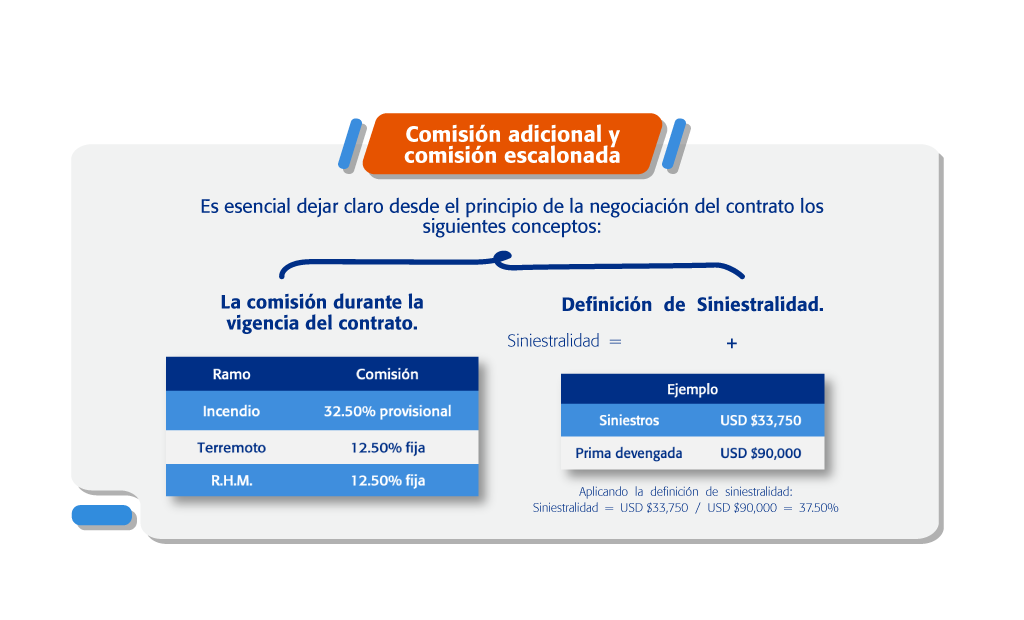 Comisión adicional y
comisión escalonada
Es esencial dejar claro desde el principio de la negociación del contrato los
siguientes conceptos:
La comisión durante la
vigencia del contrato.
Ramo Comisión
Incendio 32.50% provisional
Terremoto 12.50% fija
R.H.M. 12.50% fija
Definición de Siniestralidad.
Siniestralidad = +
Ejemplo
Siniestros USD $33,750
Prima devengada USD $90,000
Aplicando la definición de siniestralidad:
Siniestralidad = USD $33,750 / USD $90,000 = 37.50%